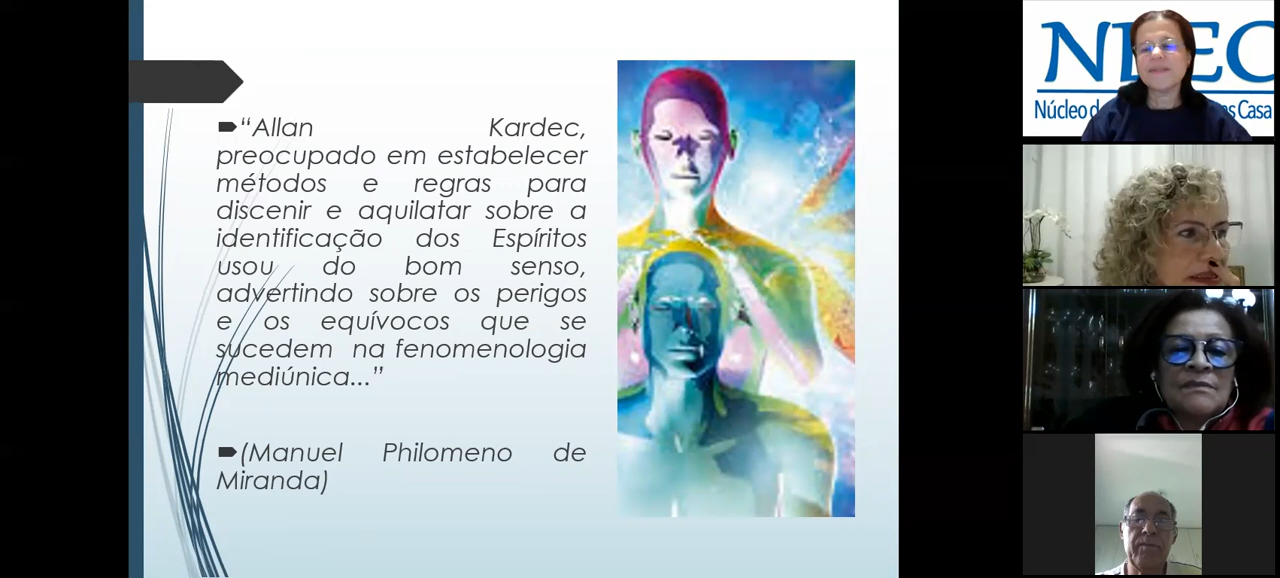 “Allan Kardec,
preocupado em estabelecer
métodos e regras para
discenir e aquilatar sobre a
identificação dos Espíritos
usou do bom senso,
advertindo sobre os perigos
e os equívocos que se
sucedem na fenomenologia
mediúnica...”
(Manuel Philomeno de
Miranda)
Núcleo Casa